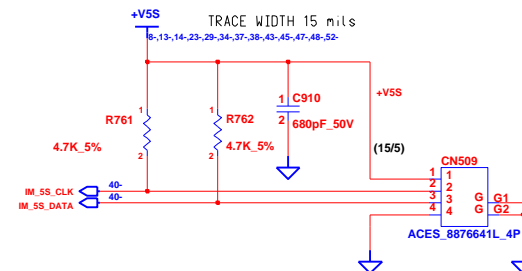 +V5S
TRACE WIDTH 15 mils
8-,13-,14-,23-,29-,34-,37-,38-,43-,45-,47-,48-,52-
1
R761
2
4.7K_5%
1
R762
2
4.7K_5%
1
C910
2
680pF_50V
+V5S
(15/5)
CN509
1 1
2 2
3 3
4 4
G G1
G G2
ACES_8876641L_4P
IM_5S_CLK 40-
IM_5S_DATA 40-